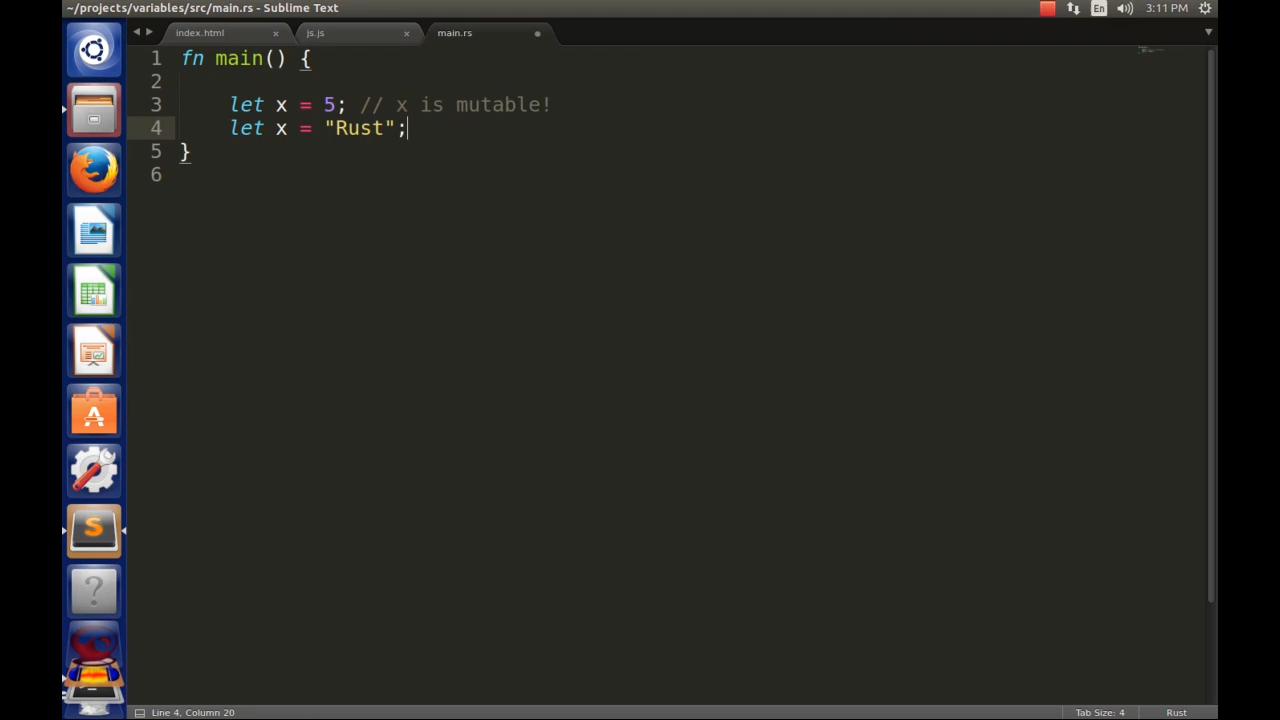 ~/projects/variables/src/main.rs - Sublime Text
En
3:11 PM
index.html
js.js
main.rs
1 fn main() {
2
3 let x = 5; // x is mutable!
4 let x = "Rust";
5 }
6
Line 4, Column 20
Tab Size: 4
Rust